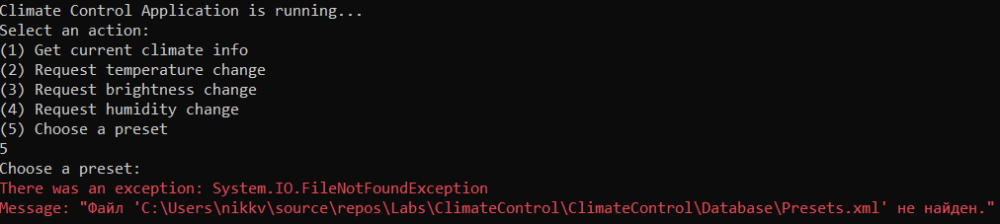 Climate Control Application is running...
Select an action:
(1) Get current climate info
(2) Request temperature change
(3) Request brightness change
(4) Request humidity change
(5) Choose a preset
5
Choose a preset:
There was an exception: System.IO.FileNotFoundException
Message: "Файл 'C:\Users\nikkv\source\repos\Labs\ClimateControl\ClimateControl\Database\Presets.xml' не найден."